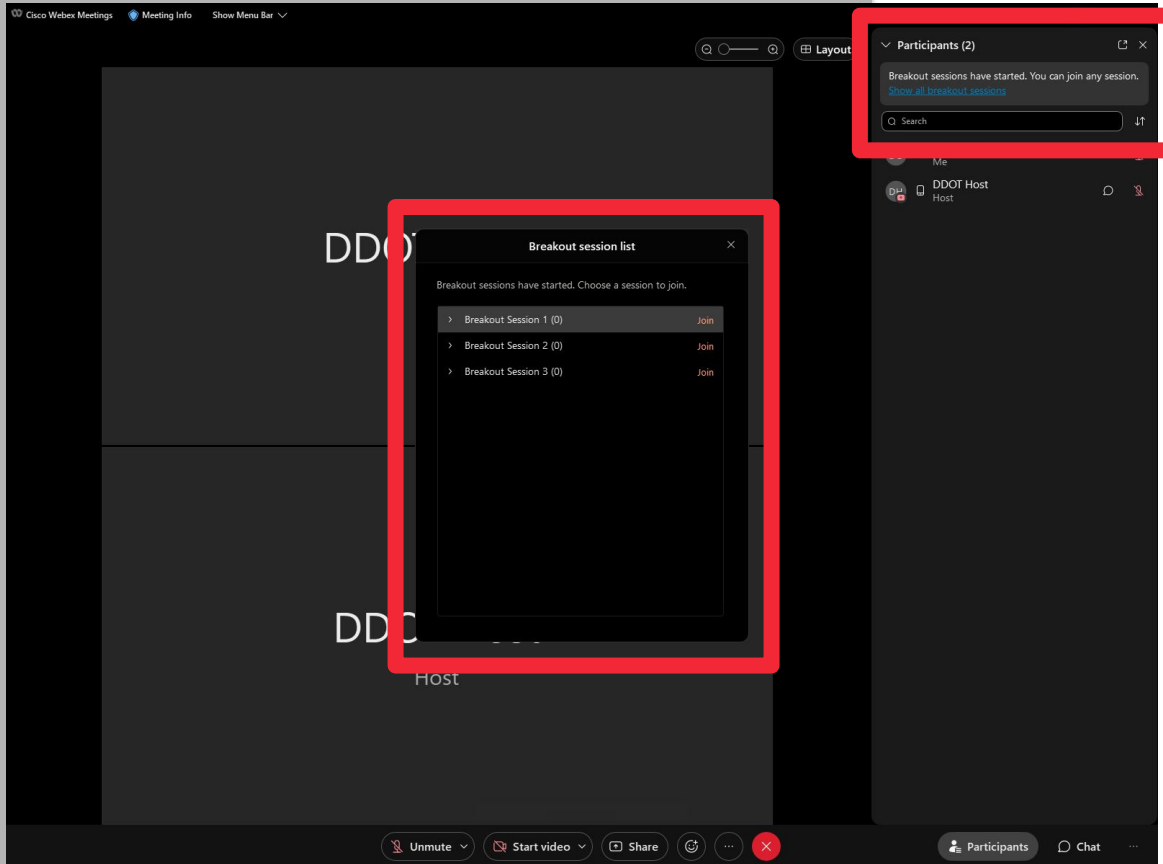 Cisco Webex Meetings Meeting Info Show Menu Bar
Layout
Participants (2)
Breakout sessions have started. You can join any session.
Show all breakout sessions
Search
Me
DDOT Host
DH
Host
DDOT
Breakout session list
Breakout sessions have started. Choose a session to join.
Breakout Session 1 (0) Join
Breakout Session 2 (0) Join
Breakout Session 3 (0) Join
Host
Unmute Start video Share Participants Chat